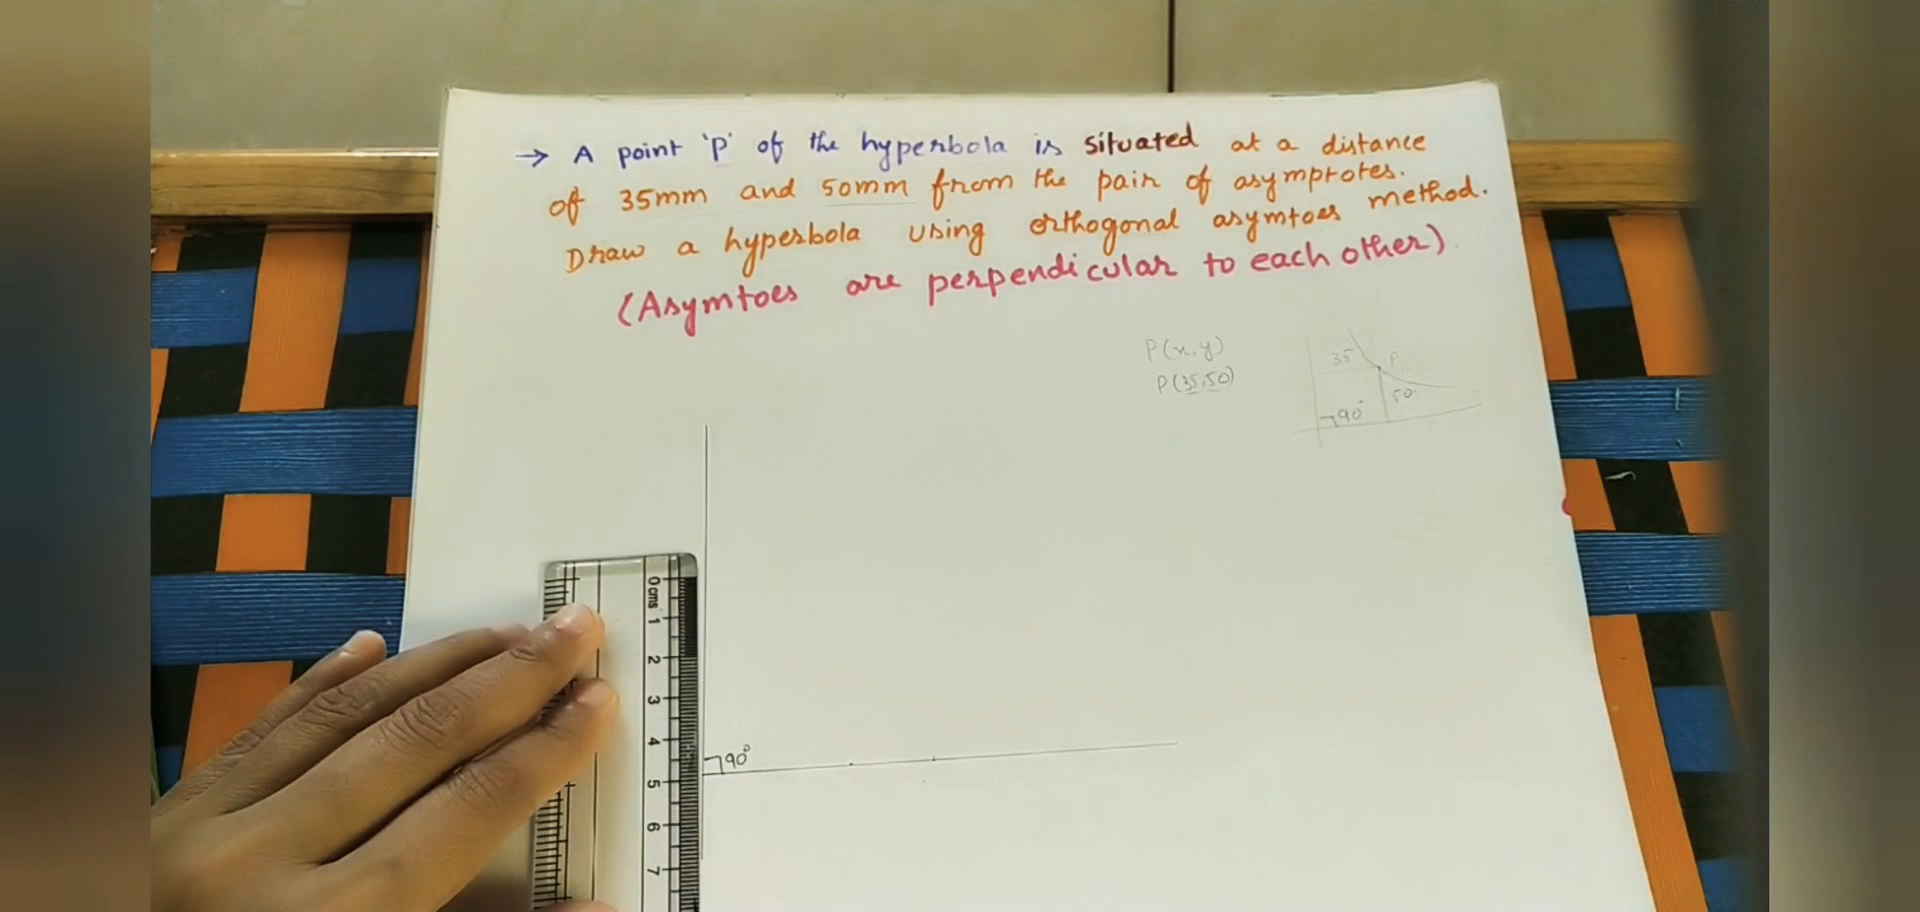 → A point 'P' of the hyperbola is situated at a distance
of 35mm and 50mm from the pair of asymptotes.
Draw a hyperbola using orthogonal asymtoes method.
(Asymtoes are perpendicular to each other).
P(x,y)
P(35,50)
35
P
50
90°
90°
0 cms
1
2
3
4
5
6
7